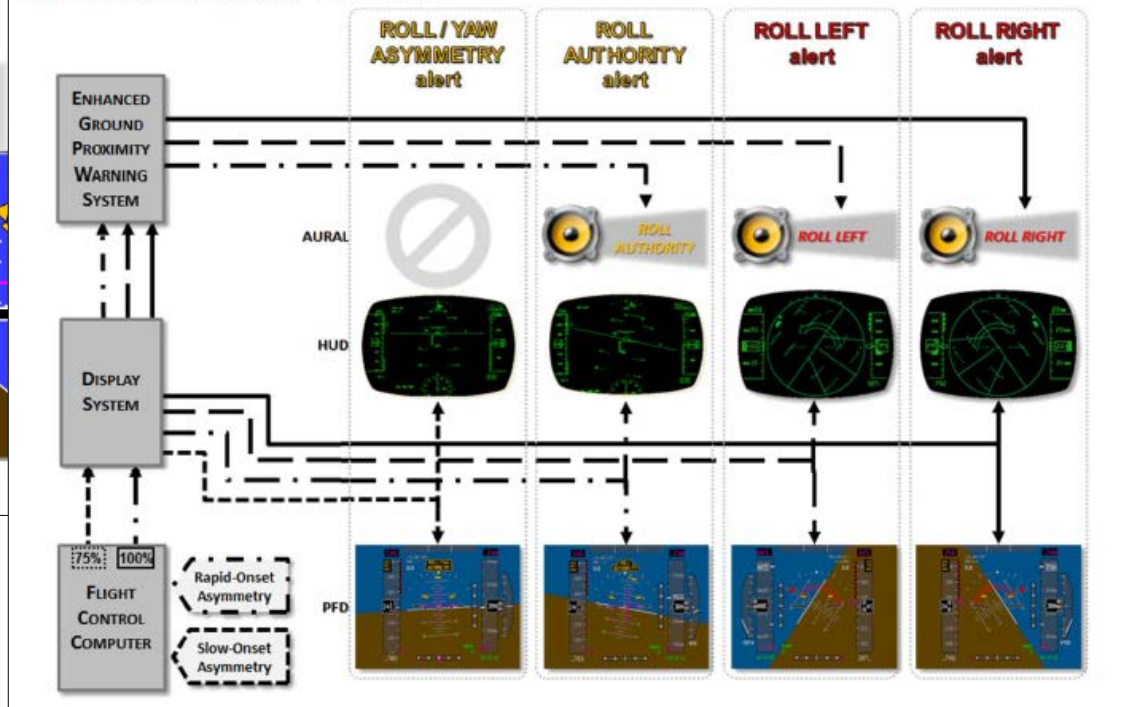 ROLL / YAW
ASYMMETRY
alert
ROLL
AUTHORITY
alert
ROLL LEFT
alert
ROLL RIGHT
alert
ENHANCED
GROUND
PROXIMITY
WARNING
SYSTEM
AURAL
ROLL
AUTHORITY
ROLL LEFT
ROLL RIGHT
HUD
DISPLAY
SYSTEM
75%
100%
FLIGHT
CONTROL
COMPUTER
Rapid-Onset
Asymmetry
Slow-Onset
Asymmetry
PFD